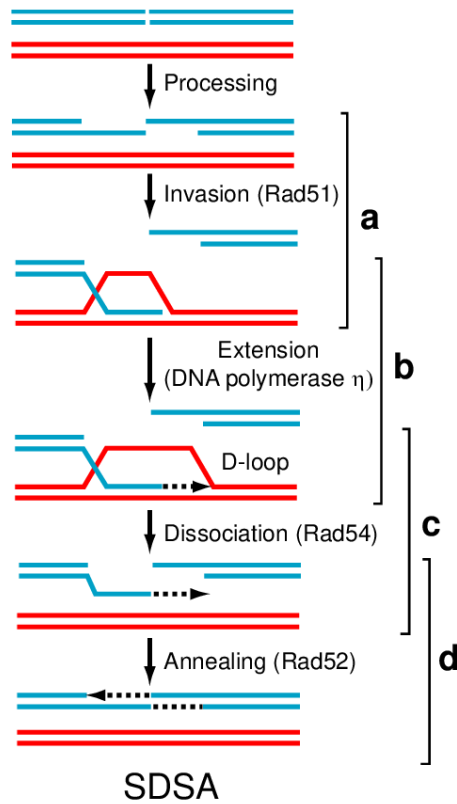 Processing
Invasion (Rad51)
a
Extension
(DNA polymerase η)
b
D-loop
c
Dissociation (Rad54)
d
Annealing (Rad52)
SDSA